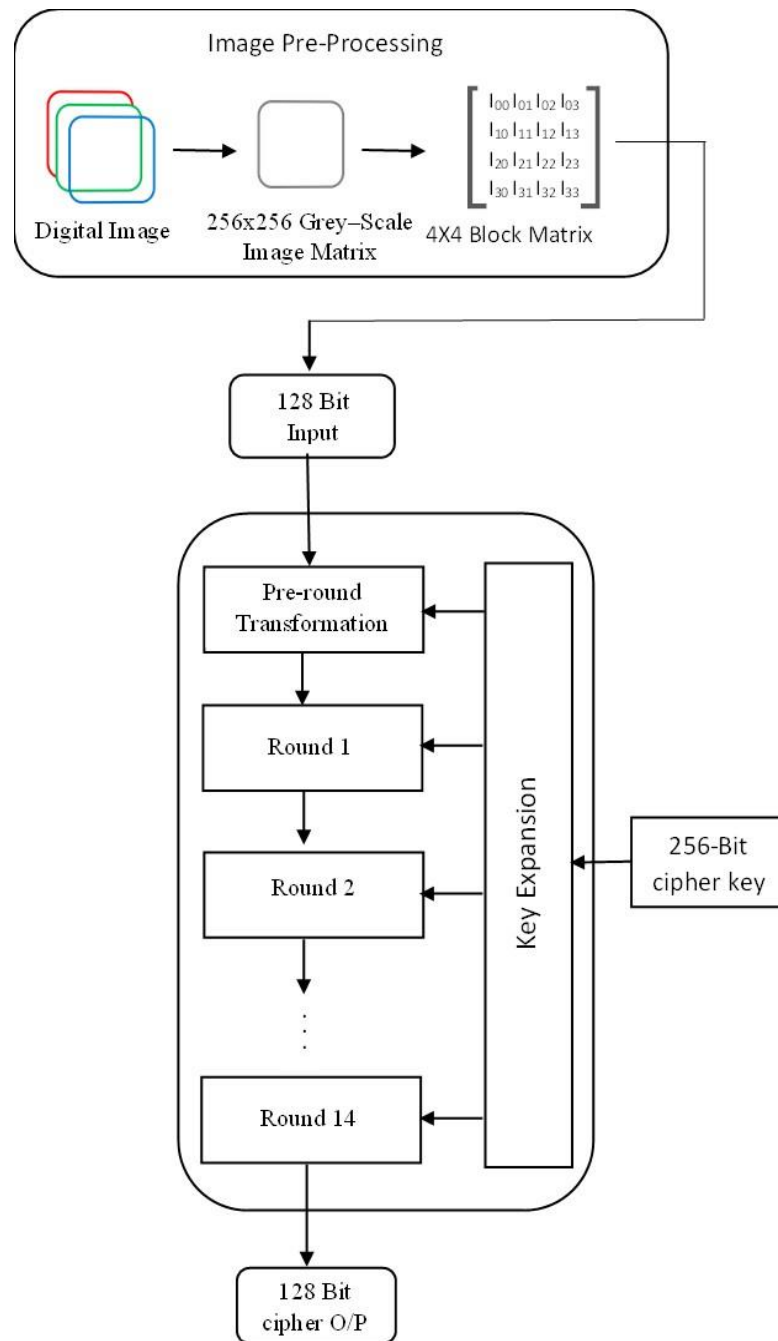 Image Pre-Processing
I00 I01 I02 I03
I10 I11 I12 I13
I20 I21 I22 I23
I30 I31 I32 I33
Digital Image
256x256 Grey–Scale
Image Matrix
4X4 Block Matrix
128 Bit
Input
Pre-round
Transformation
Round 1
Round 2
Round 14
Key Expansion
256-Bit
cipher key
128 Bit
cipher O/P